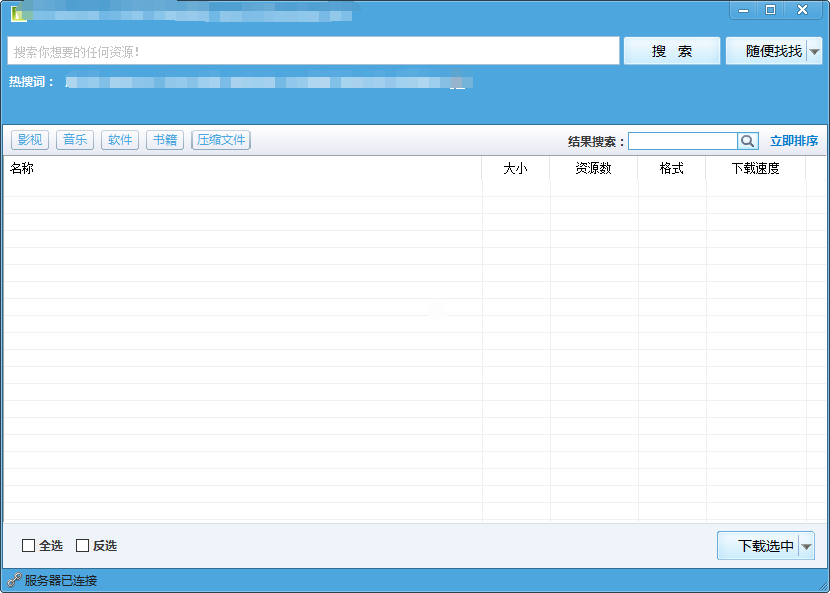 搜索你想要的任何资源!
搜 索
随便找找
热搜词：
影视 音乐 软件 书籍 压缩文件
结果搜索：
立即排序
名称 大小 资源数 格式 下载速度
全选 反选
下载选中
服务器已连接